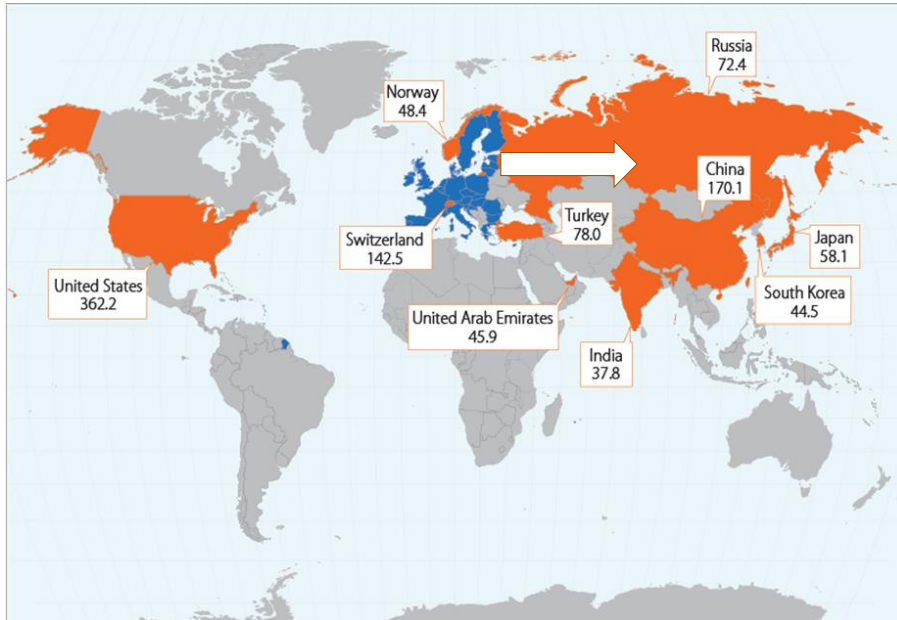 Russia
72.4
Norway
48.4
China
170.1
Turkey
78.0
Switzerland
142.5
Japan
58.1
United States
362.2
South Korea
44.5
United Arab Emirates
45.9
India
37.8